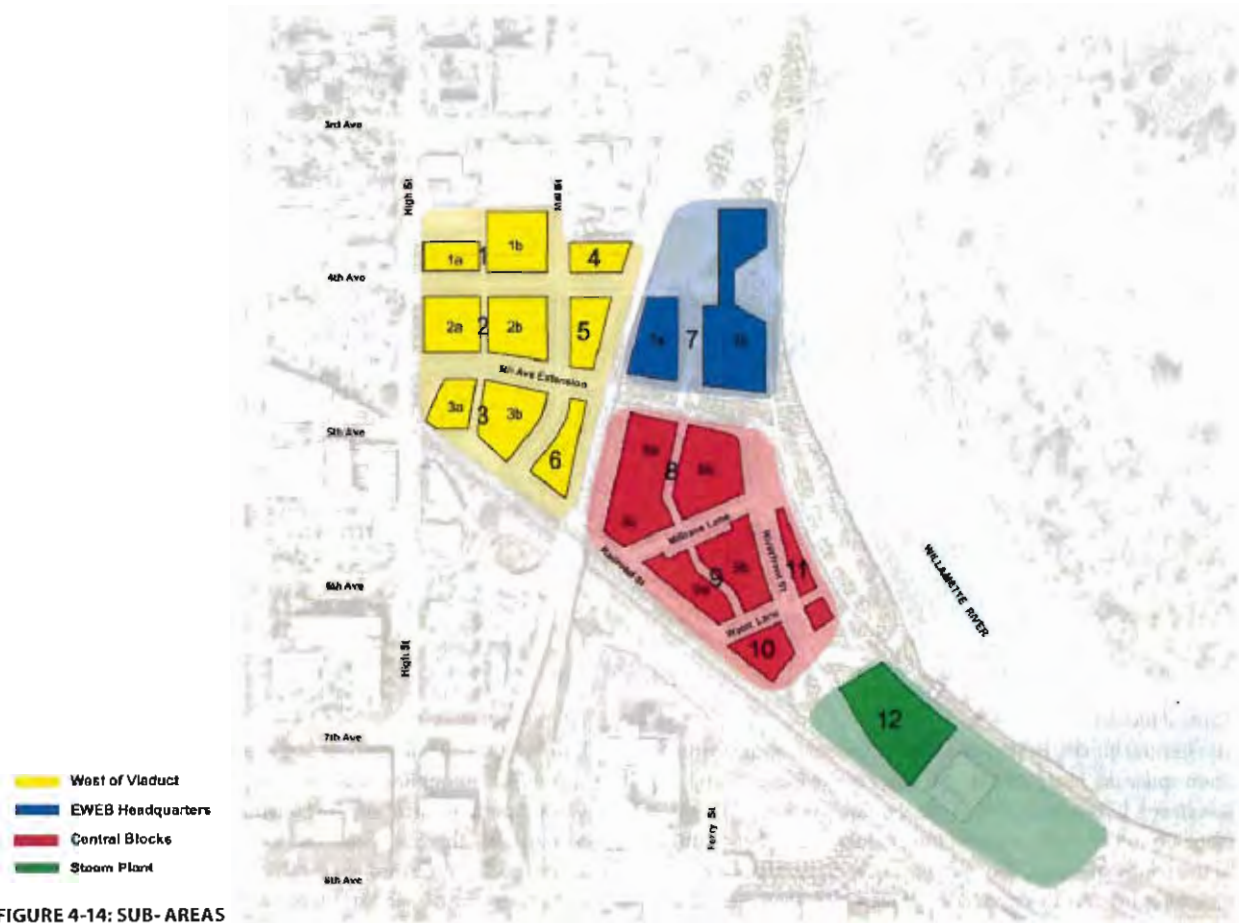 3rd Ave
High St
Mill St
1a
1
1b
4
4th Ave
2a
2
2b
5
7
5th Ave Extension
3a
3
3b
5th Ave
6
8
Millrace Lane
Riverfront St
11
9
Railroad St
WILLAMETTE RIVER
6th Ave
Water Lane
10
High St
12
7th Ave
West of Viaduct
EWEB Headquarters
Central Blocks
Steam Plant
Ferry St
8th Ave
FIGURE 4-14: SUB- AREAS